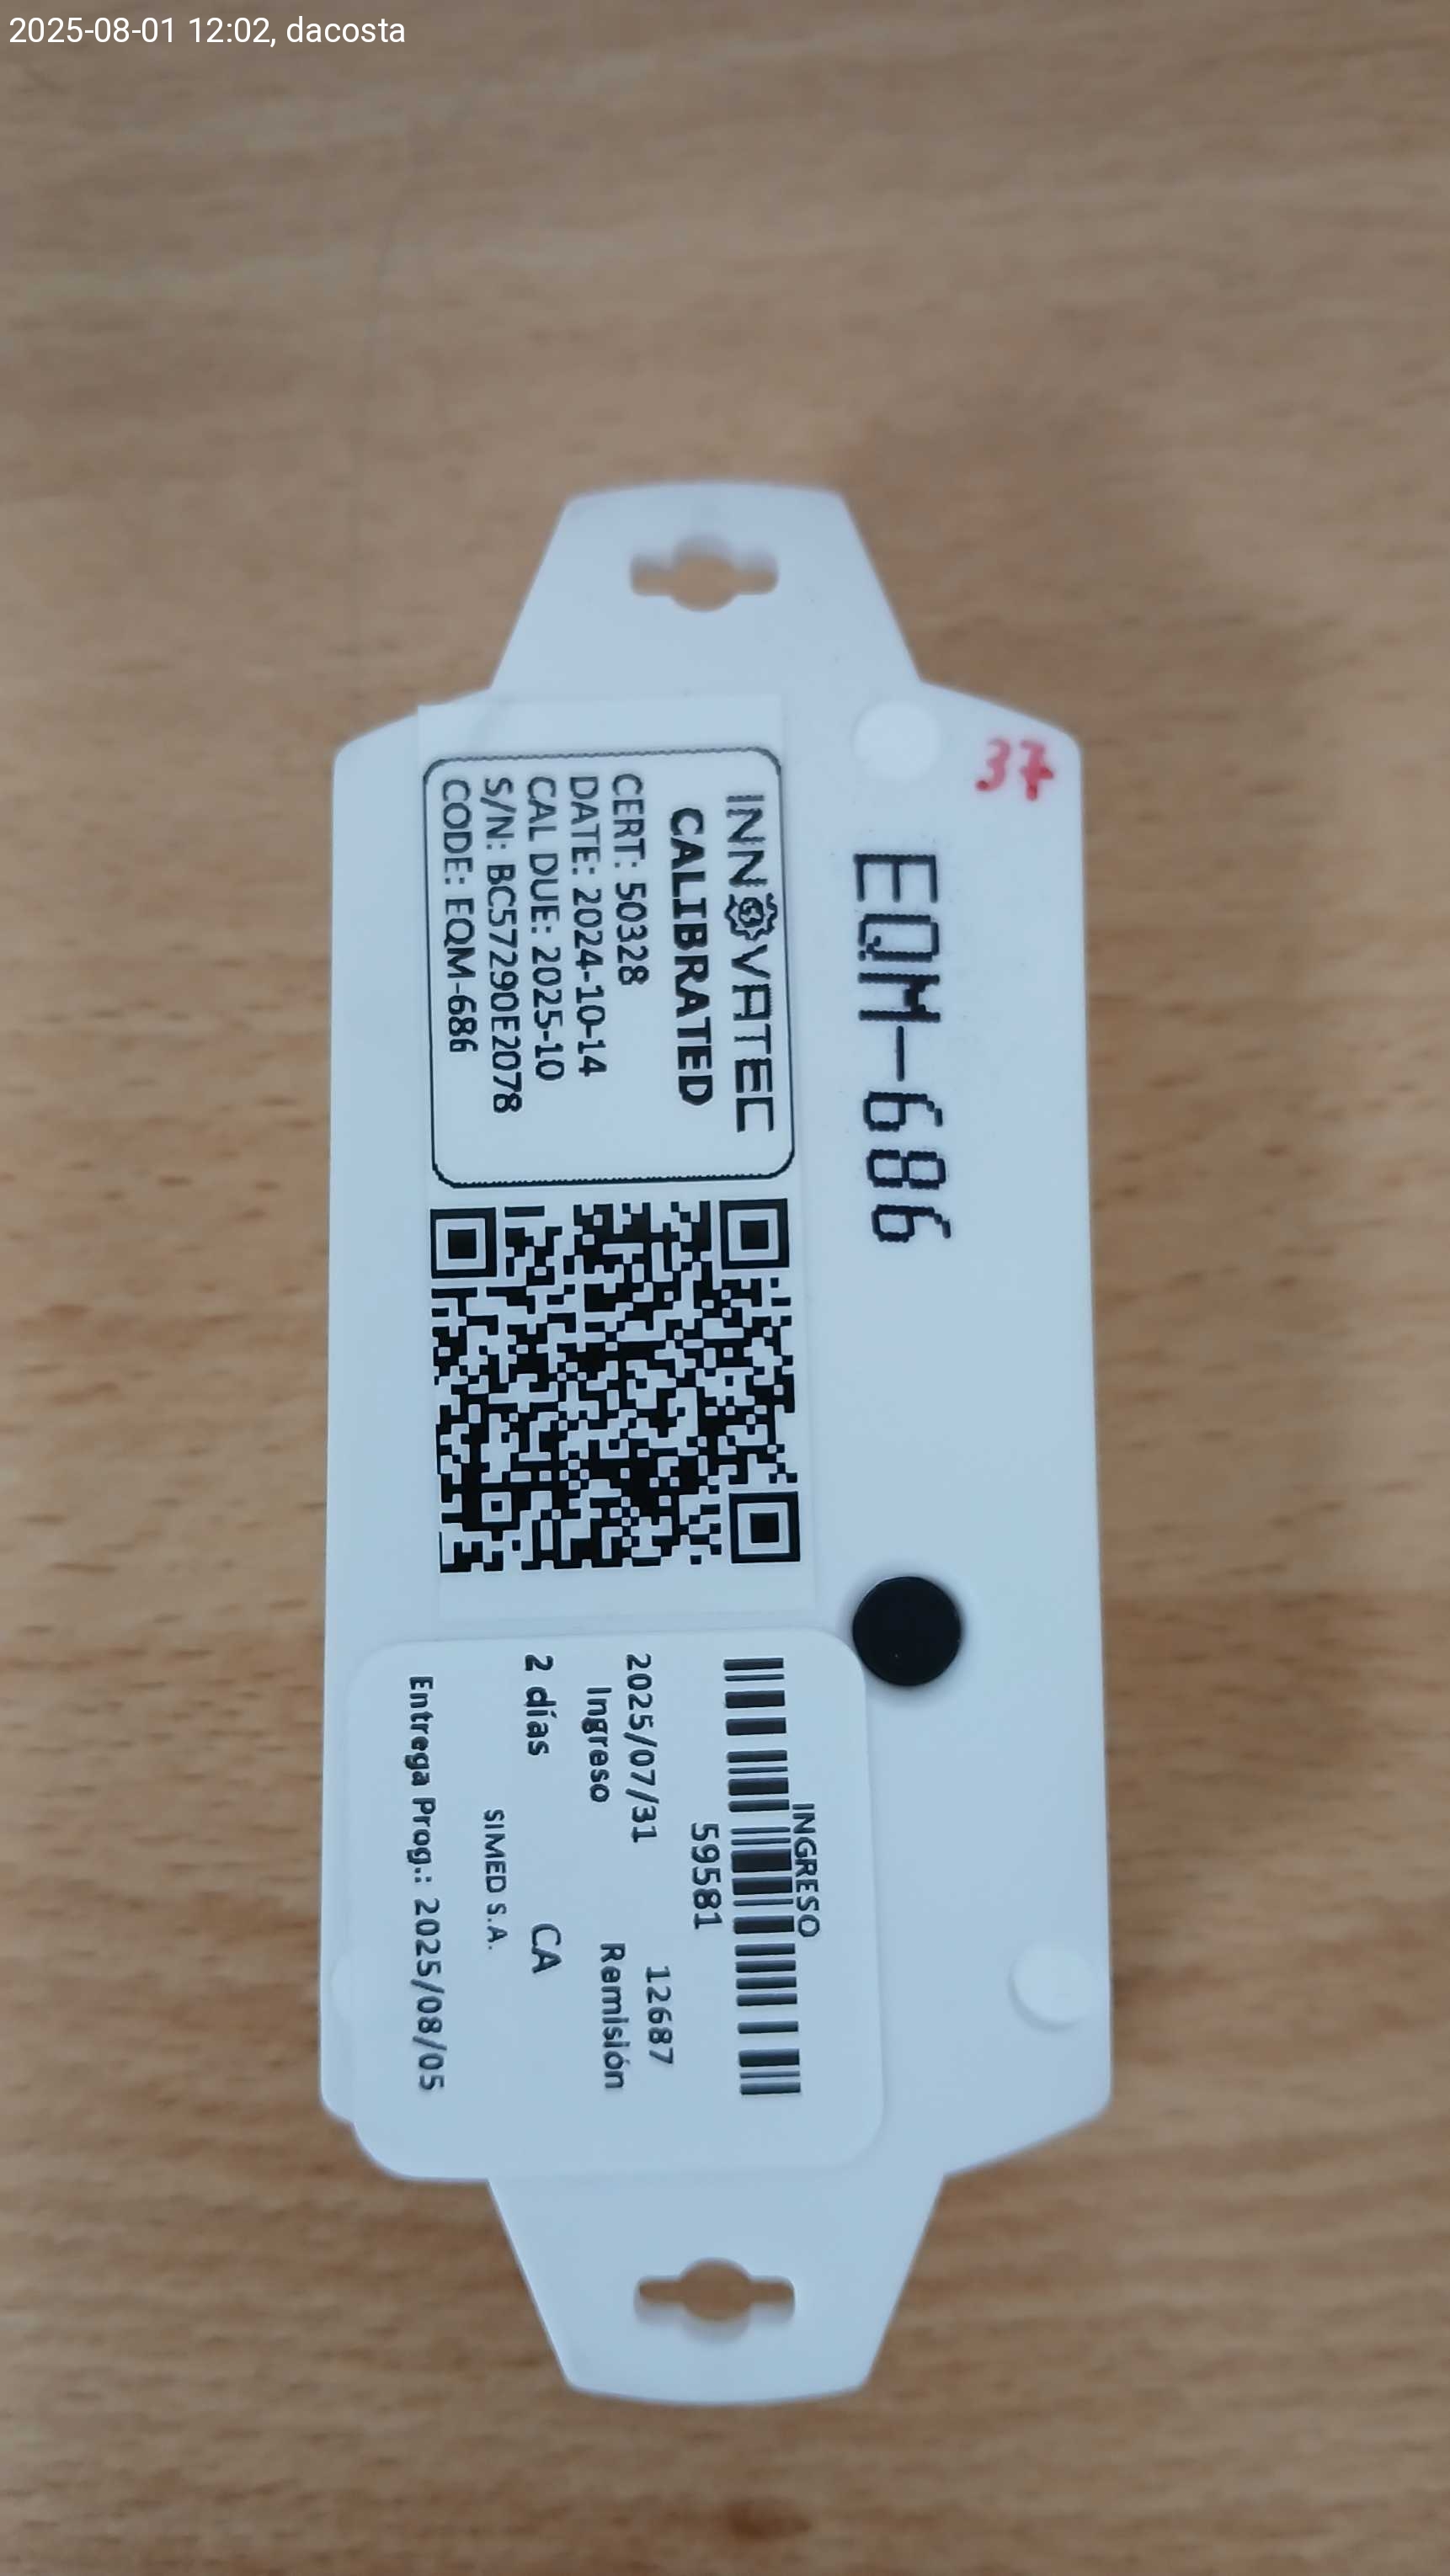 2025-08-01 12:02, dacosta
37
EQM-686
INNOVATEC
CALIBRATED
CERT: 50328
DATE: 2024-10-14
CAL DUE: 2025-10
S/N: BC57290E2078
CODE: EQM-686
INGRESO
59581
2025/07/31 12687
Ingreso Remisión
2 días CA
SIMED S.A.
Entrega Prog.: 2025/08/05